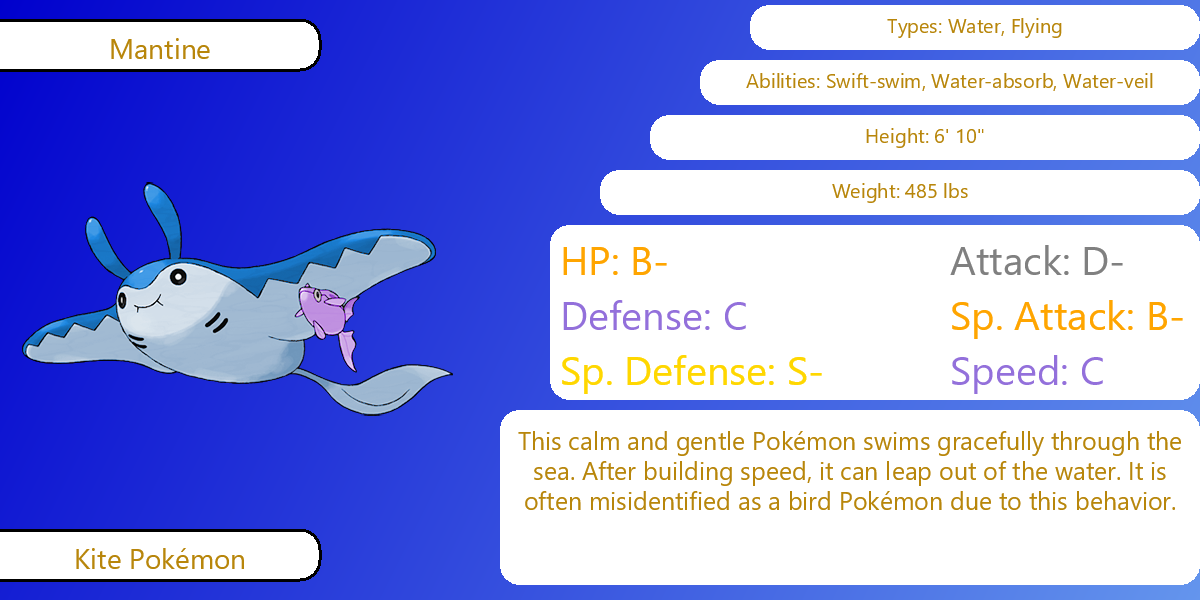 Mantine
Types: Water, Flying
Abilities: Swift-swim, Water-absorb, Water-veil
Height: 6' 10"
Weight: 485 lbs
HP: B-
Attack: D-
Defense: C
Sp. Attack: B-
Sp. Defense: S-
Speed: C
This calm and gentle Pokémon swims gracefully through the
sea. After building speed, it can leap out of the water. It is
often misidentified as a bird Pokémon due to this behavior.
Kite Pokémon